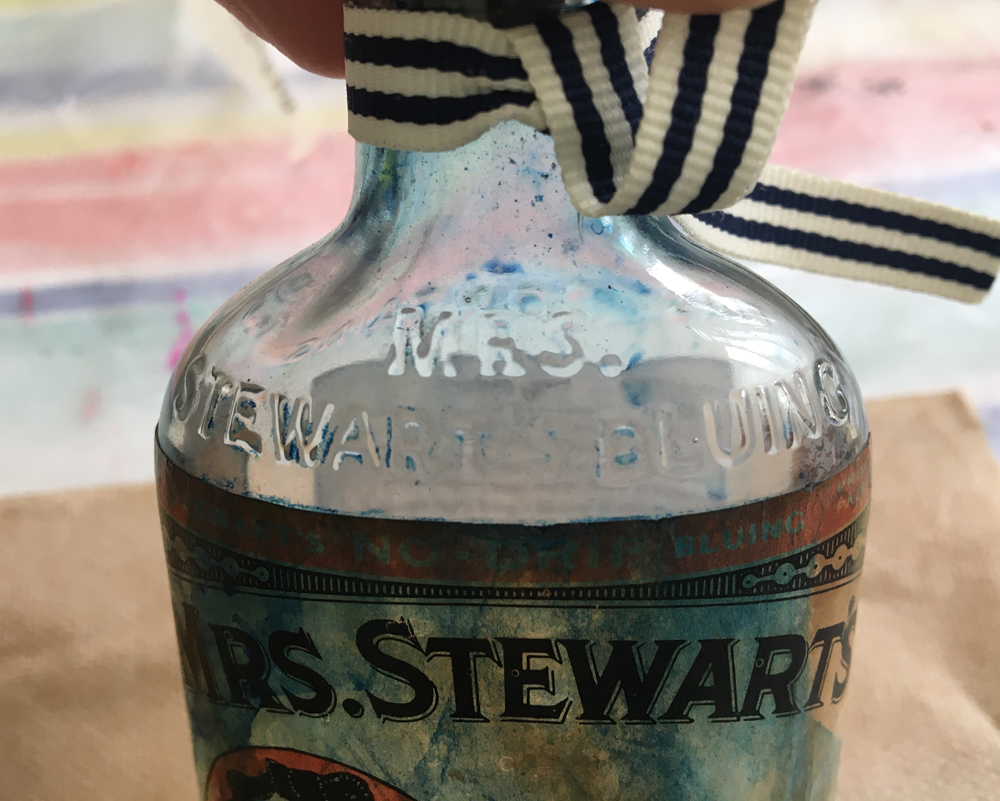 MRS.
STEWART'S BLUING
NO-DRIP BLUING
MRS. STEWART'S